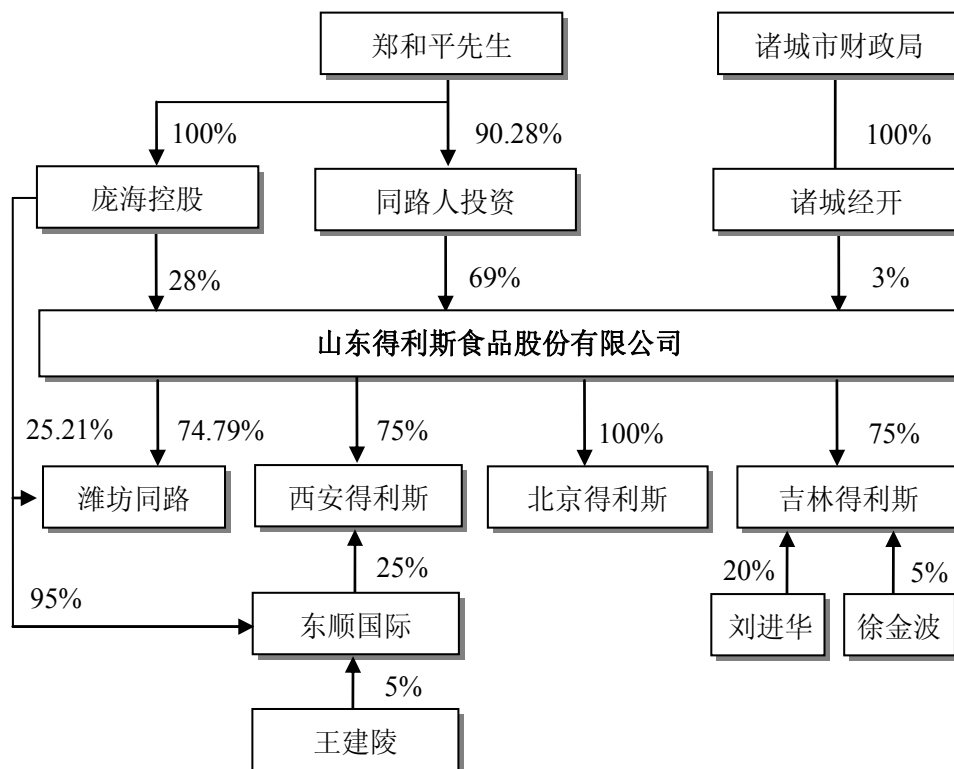 郑和平先生
诸城市财政局
100%
90.28%
100%
庞海控股
同路人投资
诸城经开
28%
69%
3%
山东得利斯食品股份有限公司
25.21%
74.79%
75%
100%
75%
潍坊同路
西安得利斯
北京得利斯
吉林得利斯
25%
20%
5%
95%
东顺国际
刘进华
徐金波
5%
王建陵